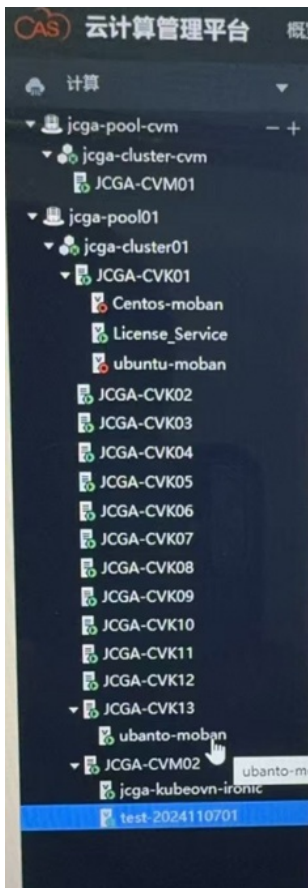 CAS 云计算管理平台 概
计算
jcga-pool-cvm
jcga-cluster-cvm
JCGA-CVM01
jcga-pool01
jcga-cluster01
JCGA-CVK01
Centos-moban
License_Service
ubuntu-moban
JCGA-CVK02
JCGA-CVK03
JCGA-CVK04
JCGA-CVK05
JCGA-CVK06
JCGA-CVK07
JCGA-CVK08
JCGA-CVK09
JCGA-CVK10
JCGA-CVK11
JCGA-CVK12
JCGA-CVK13
ubanto-moban
JCGA-CVM02
ubanto-m
jcga-kubeovn-ironic
test-2024110701